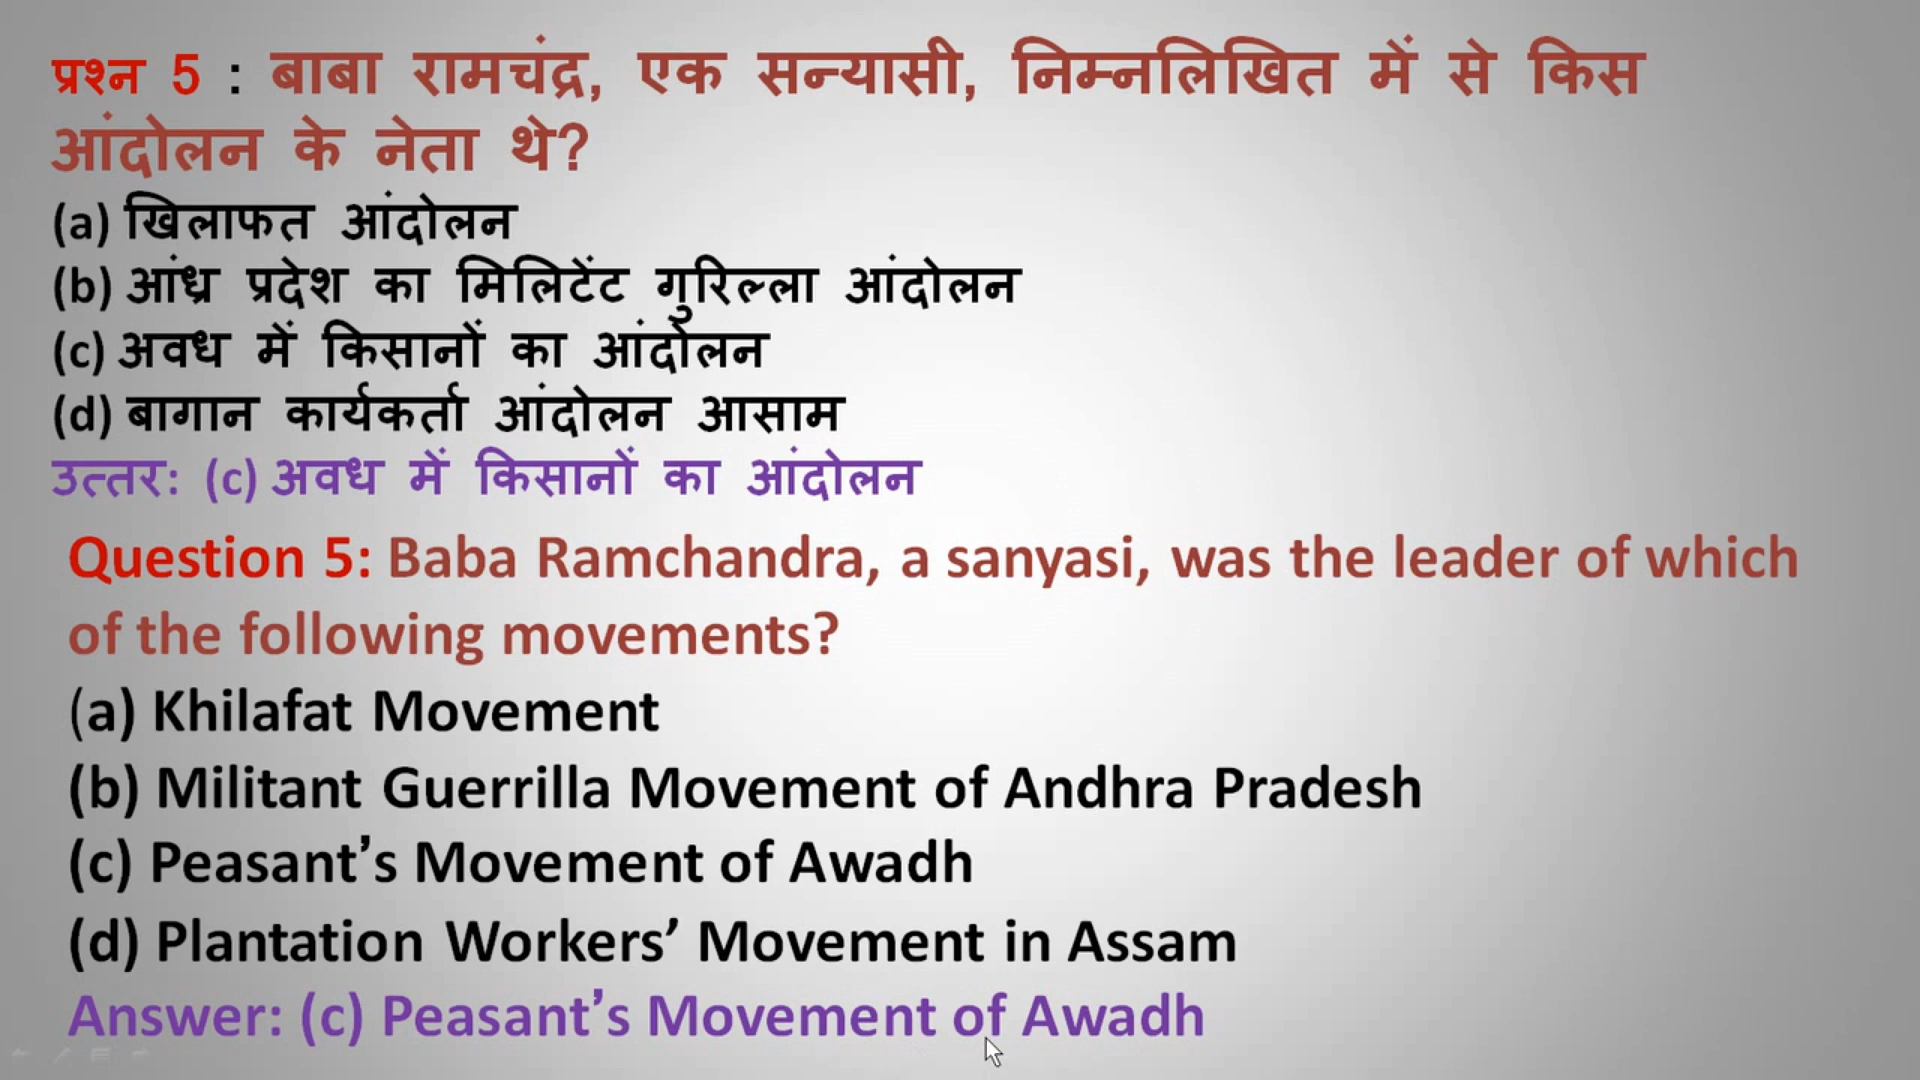 प्रश्न 5 : बाबा रामचंद्र, एक सन्यासी, निम्नलिखित में से किस
आंदोलन के नेता थे?
(a) खिलाफत आंदोलन
(b) आंध्र प्रदेश का मिलिटेंट गुरिल्ला आंदोलन
(c) अवध में किसानों का आंदोलन
(d) बागान कार्यकर्ता आंदोलन आसाम
उत्तर: (c) अवध में किसानों का आंदोलन
Question 5: Baba Ramchandra, a sanyasi, was the leader of which
of the following movements?
(a) Khilafat Movement
(b) Militant Guerrilla Movement of Andhra Pradesh
(c) Peasant’s Movement of Awadh
(d) Plantation Workers’ Movement in Assam
Answer: (c) Peasant’s Movement of Awadh